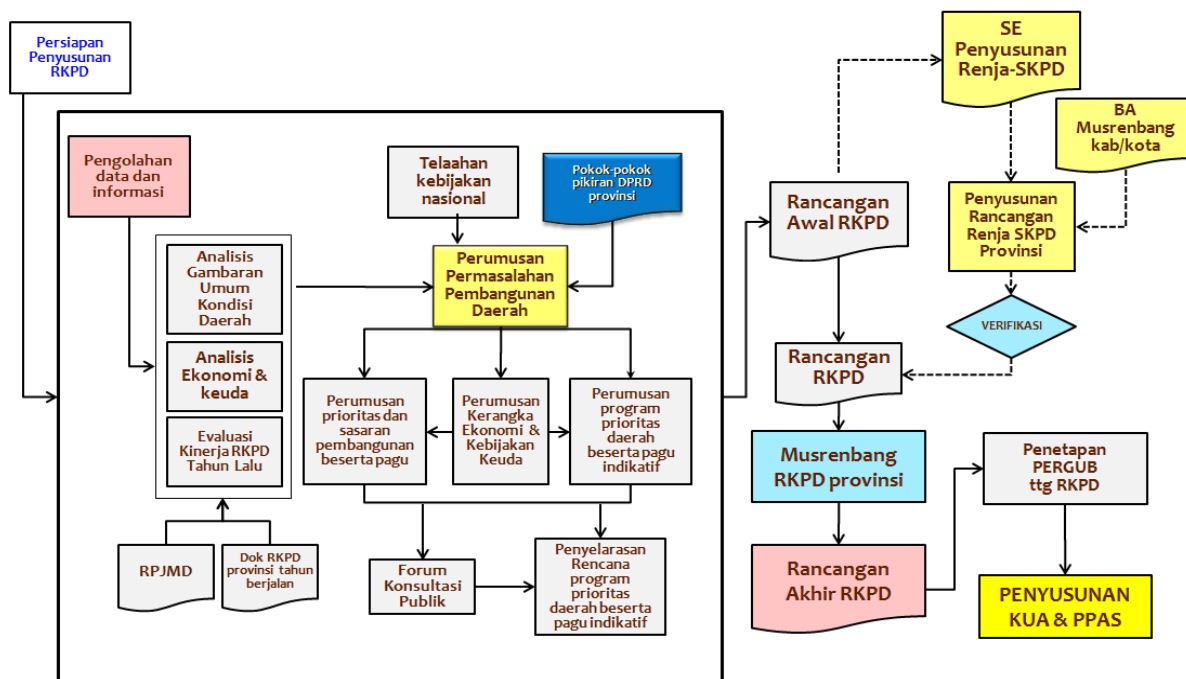 Persiapan
Penyusunan
RKPD
Pengolahan
data dan
informasi
Analisis
Gambaran
Umum
Kondisi
Daerah
Analisis
Ekonomi &
keuda
Evaluasi
Kinerja RKPD
Tahun Lalu
RPJMD
Dok RKPD
provinsi tahun
berjalan
Telaahan
kebijakan
nasional
Pokok-pokok
pikiran DPRD
provinsi
Perumusan
Permasalahan
Pembangunan
Daerah
Perumusan
prioritas dan
sasaran
pembangunan
beserta pagu
Perumusan
Kerangka
Ekonomi &
Kebijakan
Keuda
Perumusan
program
prioritas
daerah
beserta pagu
indikatif
Forum
Konsultasi
Publik
Penyelarasan
Rencana
program
prioritas
daerah beserta
pagu indikatif
Rancangan
Awal RKPD
SE
Penyusunan
Renja-SKPD
BA
Musrenbang
kab/kota
Penyusunan
Rancangan
Renja SKPD
Provinsi
VERIFIKASI
Rancangan
RKPD
Musrenbang
RKPD provinsi
Rancangan
Akhir RKPD
Penetapan
PERGUB
ttg RKPD
PENYUSUNAN
KUA & PPAS